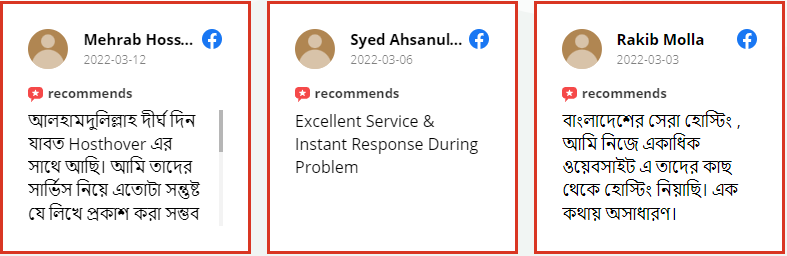 Mehrab Hoss...
2022-03-12
recommends
আলহামদুলিল্লাহ দীর্ঘ দিন
যাবত Hosthover এর
সাথে আছি। আমি তাদের
সার্ভিস নিয়ে এতোটা সন্তুষ্ট
যে লিখে প্রকাশ করা সম্ভব
Syed Ahsanul...
2022-03-06
recommends
Excellent Service &
Instant Response During
Problem
Rakib Molla
2022-03-03
recommends
বাংলাদেশের সেরা হোস্টিং ,
আমি নিজে একাধিক
ওয়েবসাইট এ তাদের কাছ
থেকে হোস্টিং নিয়াছি। এক
কথায় অসাধারণ।